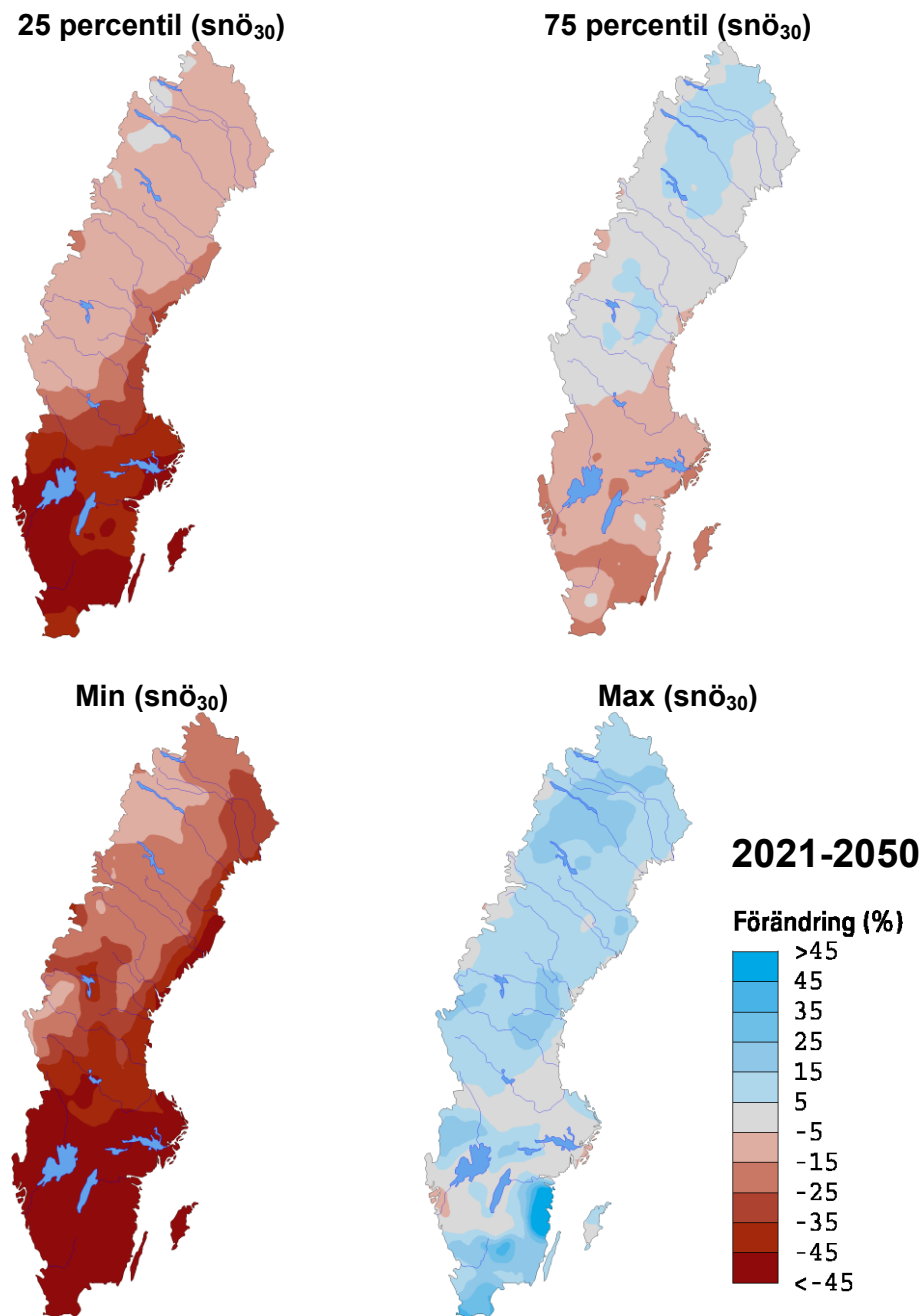 25 percentil (snö₃₀)
75 percentil (snö₃₀)
Min (snö₃₀)
Max (snö₃₀)
2021-2050
Förändring (%)
>45
45
35
25
15
5
-5
-15
-25
-35
-45
<-45